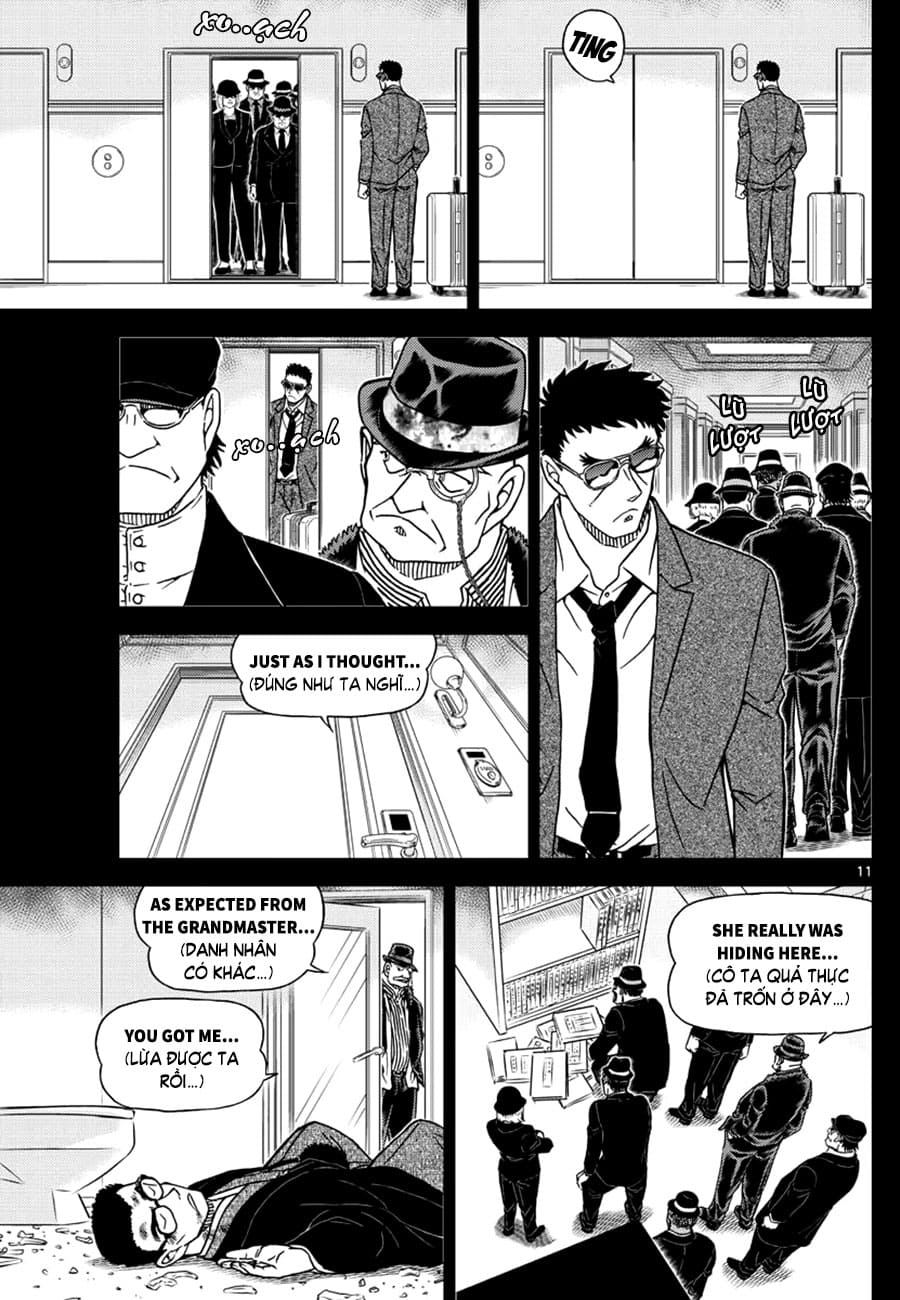 TING
xu...ạch
LŨ
LƯỢT
LŨ
LƯỢT
xu...ạch
JUST AS I THOUGHT...
(ĐÚNG NHƯ TA NGHĨ...)
11
SHE REALLY WAS
HIDING HERE...
(CÔ TA QUẢ THỰC
ĐÃ TRỐN Ở ĐÂY...)
AS EXPECTED FROM
THE GRANDMASTER...
(DANH NHÂN
CÓ KHÁC...)
YOU GOT ME...
(LỪA ĐƯỢC TA
RỒI...)